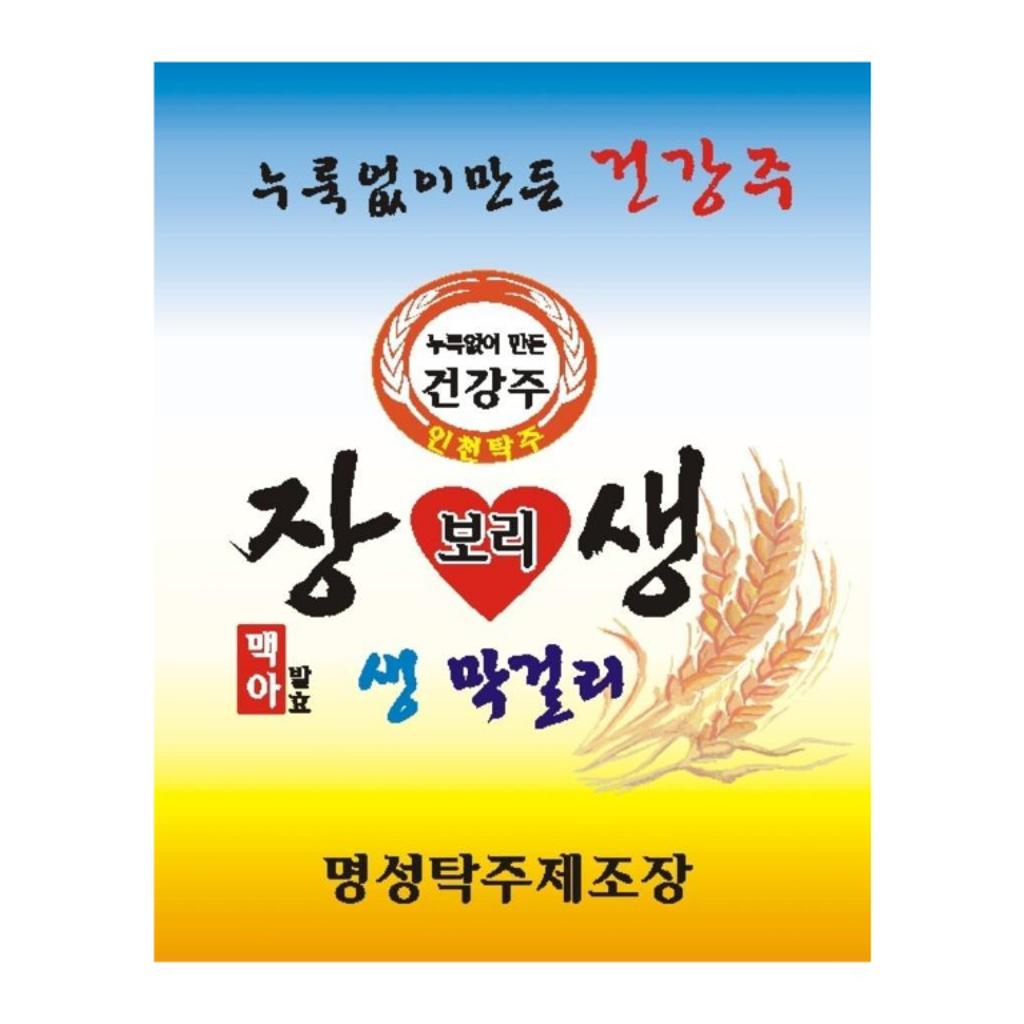 누룩없이만든 건강주
누룩없이 만든
건강주
인천탁주
장 보리 생
맥아 발효
생 막걸리
명성탁주제조장